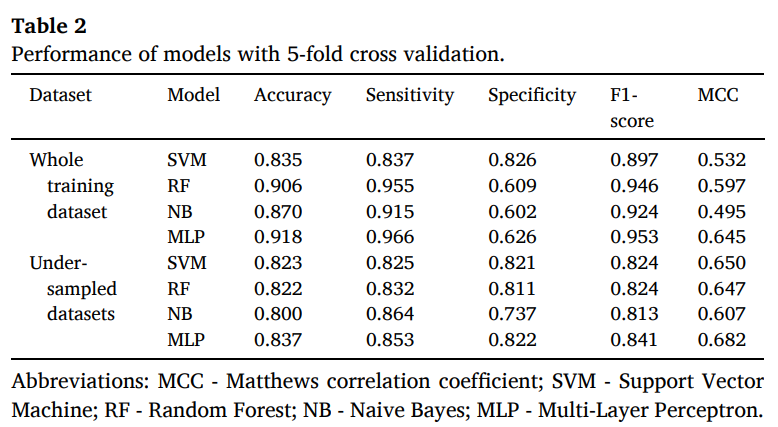 Table 2
Performance of models with 5-fold cross validation.
Dataset Model Accuracy Sensitivity Specificity F1- MCC
score
Whole SVM 0.835 0.837 0.826 0.897 0.532
training RF 0.906 0.955 0.609 0.946 0.597
dataset NB 0.870 0.915 0.602 0.924 0.495
MLP 0.918 0.966 0.626 0.953 0.645
Under- SVM 0.823 0.825 0.821 0.824 0.650
sampled RF 0.822 0.832 0.811 0.824 0.647
datasets NB 0.800 0.864 0.737 0.813 0.607
MLP 0.837 0.853 0.822 0.841 0.682
Abbreviations: MCC - Matthews correlation coefficient; SVM - Support Vector
Machine; RF - Random Forest; NB - Naive Bayes; MLP - Multi-Layer Perceptron.